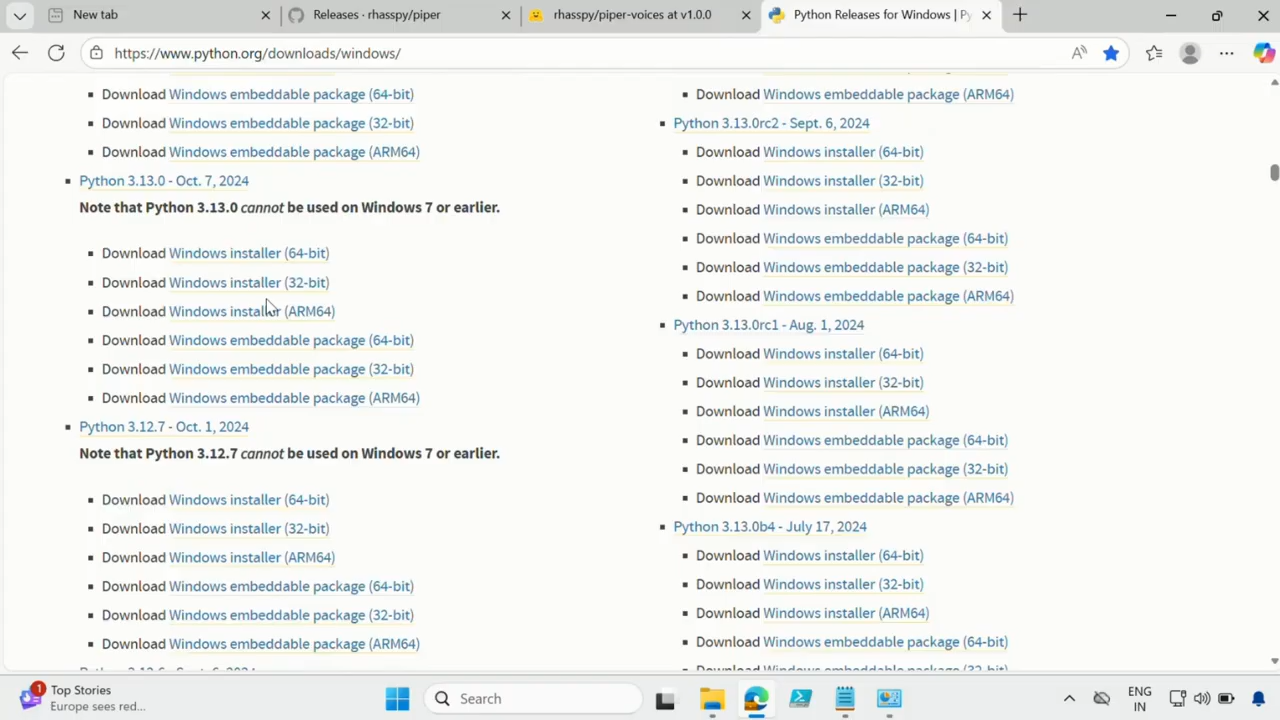 New tab
Releases · rhasspy/piper
rhasspy/piper-voices at v1.0.0
Python Releases for Windows | Py
https://www.python.org/downloads/windows/
Download Windows embeddable package (64-bit)
Download Windows embeddable package (32-bit)
Download Windows embeddable package (ARM64)
Python 3.13.0 - Oct. 7, 2024
Note that Python 3.13.0 cannot be used on Windows 7 or earlier.
Download Windows installer (64-bit)
Download Windows installer (32-bit)
Download Windows installer (ARM64)
Download Windows embeddable package (64-bit)
Download Windows embeddable package (32-bit)
Download Windows embeddable package (ARM64)
Python 3.12.7 - Oct. 1, 2024
Note that Python 3.12.7 cannot be used on Windows 7 or earlier.
Download Windows installer (64-bit)
Download Windows installer (32-bit)
Download Windows installer (ARM64)
Download Windows embeddable package (64-bit)
Download Windows embeddable package (32-bit)
Download Windows embeddable package (ARM64)
Python 3.12.6 - Sept. 6, 2024
Download Windows embeddable package (ARM64)
Python 3.13.0rc2 - Sept. 6, 2024
Download Windows installer (64-bit)
Download Windows installer (32-bit)
Download Windows installer (ARM64)
Download Windows embeddable package (64-bit)
Download Windows embeddable package (32-bit)
Download Windows embeddable package (ARM64)
Python 3.13.0rc1 - Aug. 1, 2024
Download Windows installer (64-bit)
Download Windows installer (32-bit)
Download Windows installer (ARM64)
Download Windows embeddable package (64-bit)
Download Windows embeddable package (32-bit)
Download Windows embeddable package (ARM64)
Python 3.13.0b4 - July 17, 2024
Download Windows installer (64-bit)
Download Windows installer (32-bit)
Download Windows installer (ARM64)
Download Windows embeddable package (64-bit)
Download Windows embeddable package (32-bit)
1
Top Stories
Europe sees red...
Search
ENG
IN